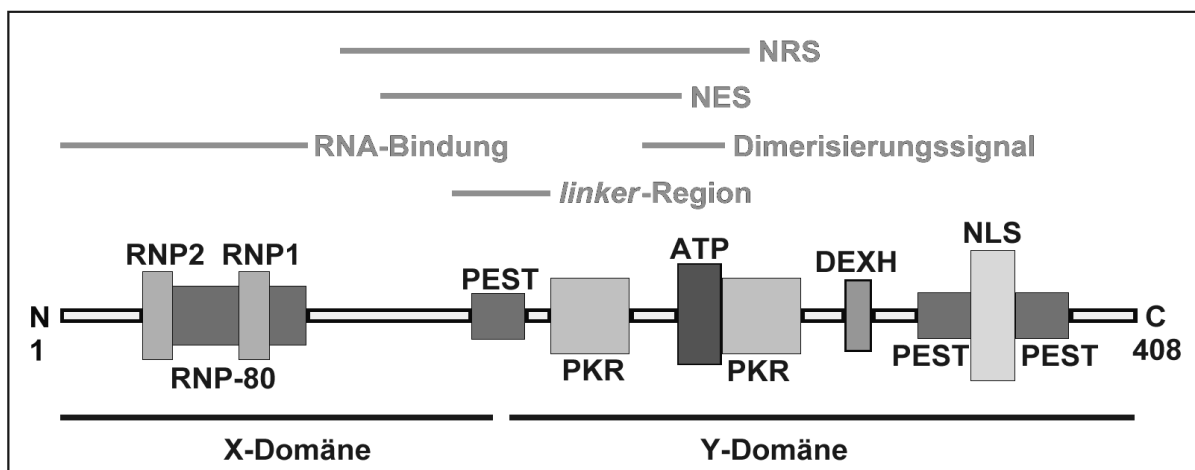 NRS
NES
RNA-Bindung
Dimerisierungssignal
linker-Region
RNP2 RNP1 PEST ATP DEXH NLS
N C
1 408
RNP-80 PKR PKR PEST PEST
X-Domäne Y-Domäne